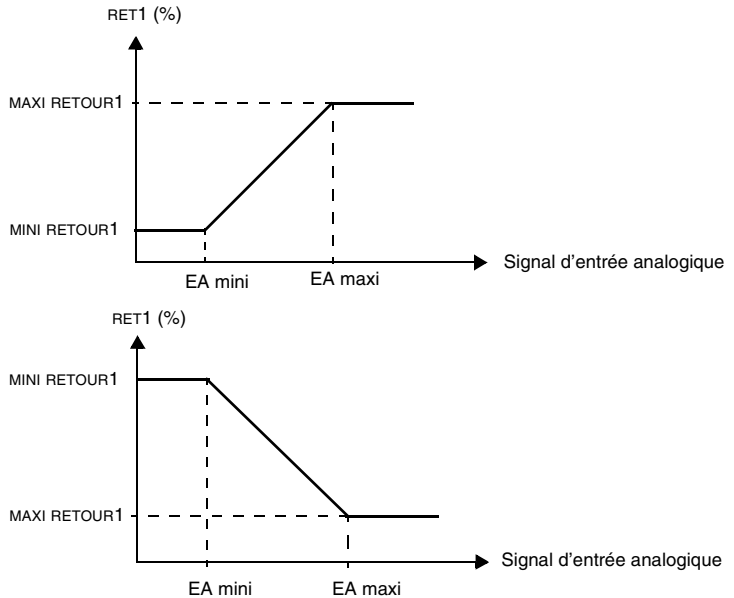 RET1 (%)
MAXI RETOUR1
MINI RETOUR1
Signal d'entrée analogique
EA mini
EA maxi
RET1 (%)
MINI RETOUR1
MAXI RETOUR1
Signal d'entrée analogique
EA mini
EA maxi